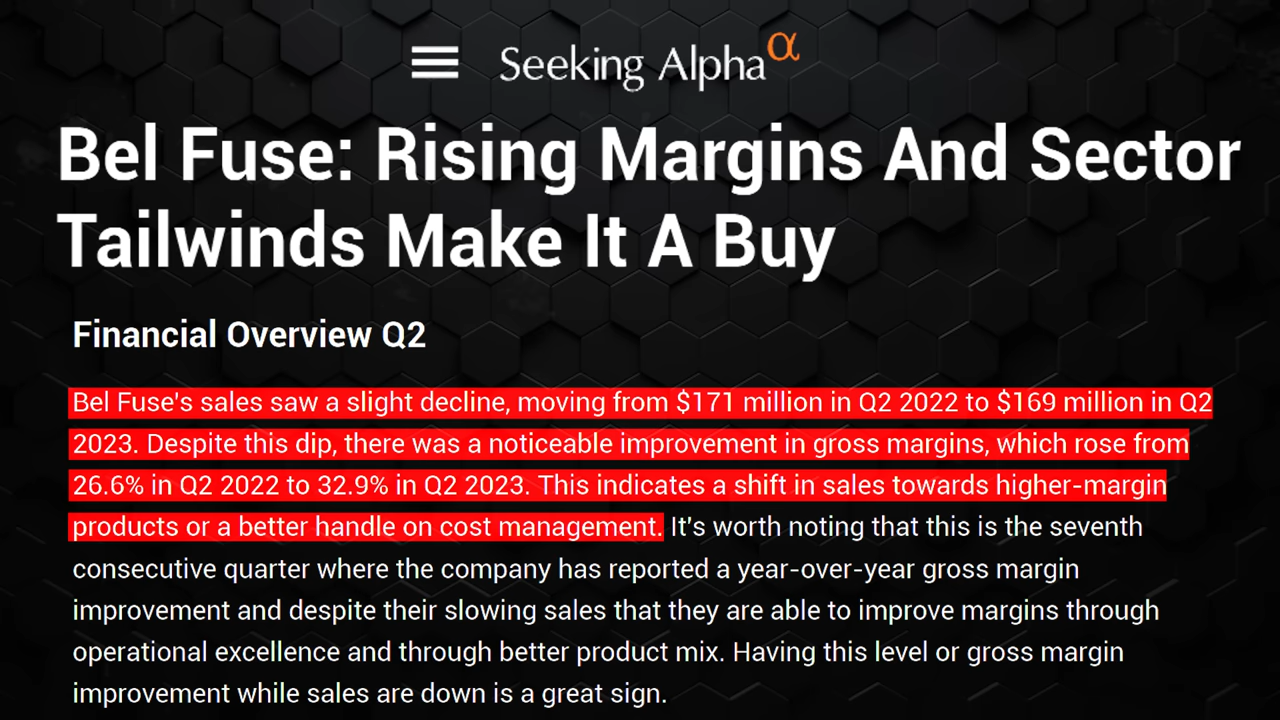 Seeking Alpha α
Bel Fuse: Rising Margins And Sector
Tailwinds Make It A Buy
Financial Overview Q2
Bel Fuse's sales saw a slight decline, moving from $171 million in Q2 2022 to $169 million in Q2
2023. Despite this dip, there was a noticeable improvement in gross margins, which rose from
26.6% in Q2 2022 to 32.9% in Q2 2023. This indicates a shift in sales towards higher-margin
products or a better handle on cost management. It's worth noting that this is the seventh
consecutive quarter where the company has reported a year-over-year gross margin
improvement and despite their slowing sales that they are able to improve margins through
operational excellence and through better product mix. Having this level or gross margin
improvement while sales are down is a great sign.